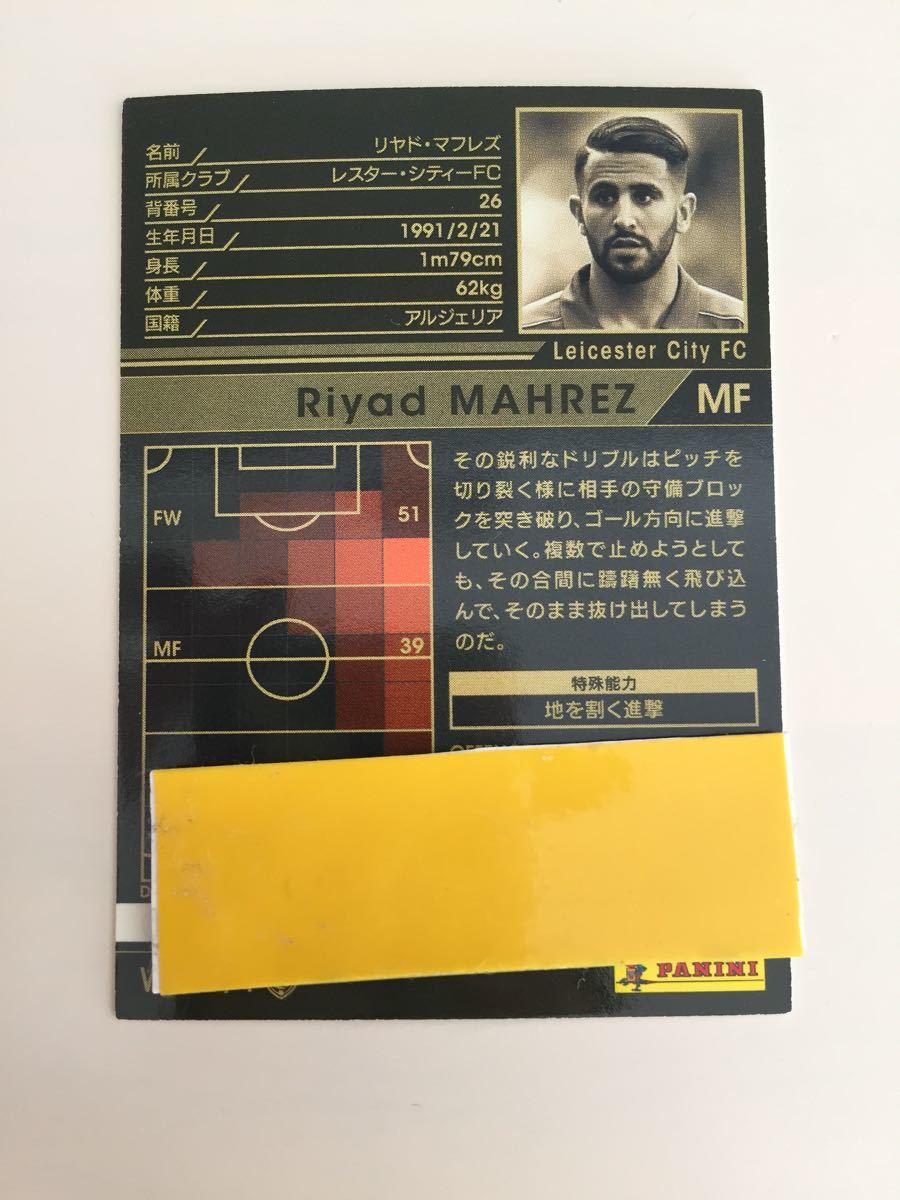 名前 リヤド・マフレズ
所属クラブ レスター・シティーFC
背番号 26
生年月日 1991/2/21
身長 1m79cm
体重 62kg
国籍 アルジェリア
Leicester City FC
Riyad MAHREZ MF
FW 51
MF 39
その鋭利なドリブルはピッチを
切り裂く様に相手の守備ブロッ
クを突き破り、ゴール方向に進撃
していく。複数で止めようとして
も、その合間に躊躇無く飛び込
んで、そのまま抜け出してしまう
のだ。
特殊能力
地を割く進撃
PANINI